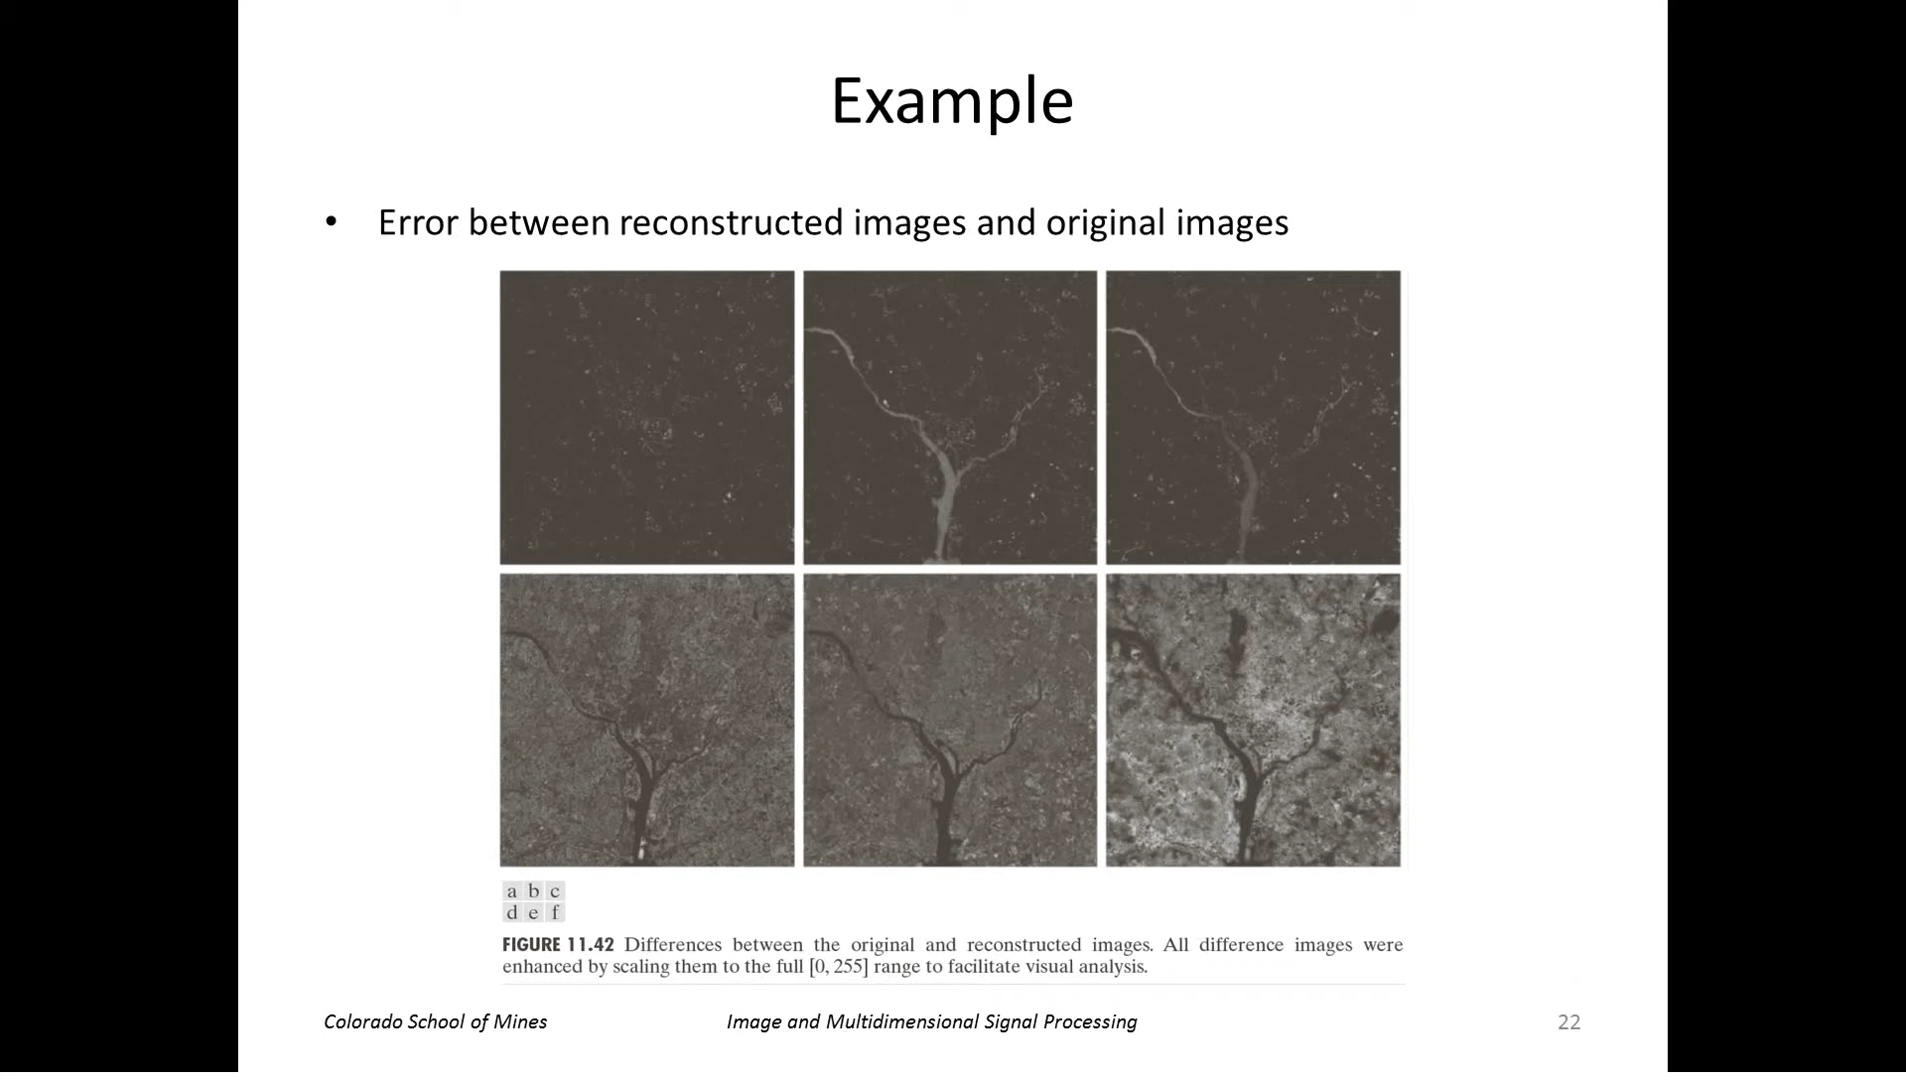 Example
• Error between reconstructed images and original images
a b c
d e f
FIGURE 11.42 Differences between the original and reconstructed images. All difference images were
enhanced by scaling them to the full [0, 255] range to facilitate visual analysis.
Colorado School of Mines Image and Multidimensional Signal Processing 22